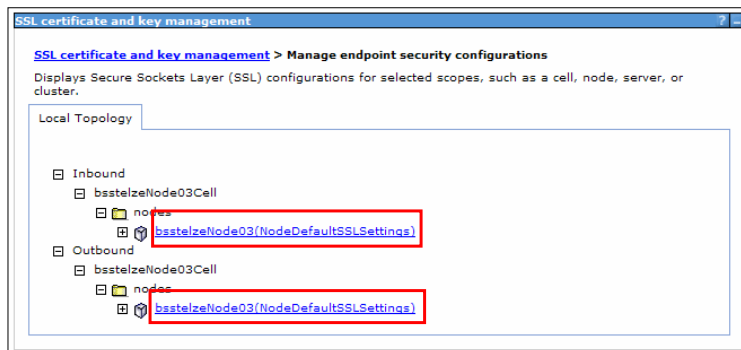 SSL certificate and key management ? –
SSL certificate and key management > Manage endpoint security configurations
Displays Secure Sockets Layer (SSL) configurations for selected scopes, such as a cell, node, server, or
cluster.
Local Topology
Inbound
bsstelzeNode03Cell
nodes
bsstelzeNode03(NodeDefaultSSLSettings)
Outbound
bsstelzeNode03Cell
nodes
bsstelzeNode03(NodeDefaultSSLSettings)